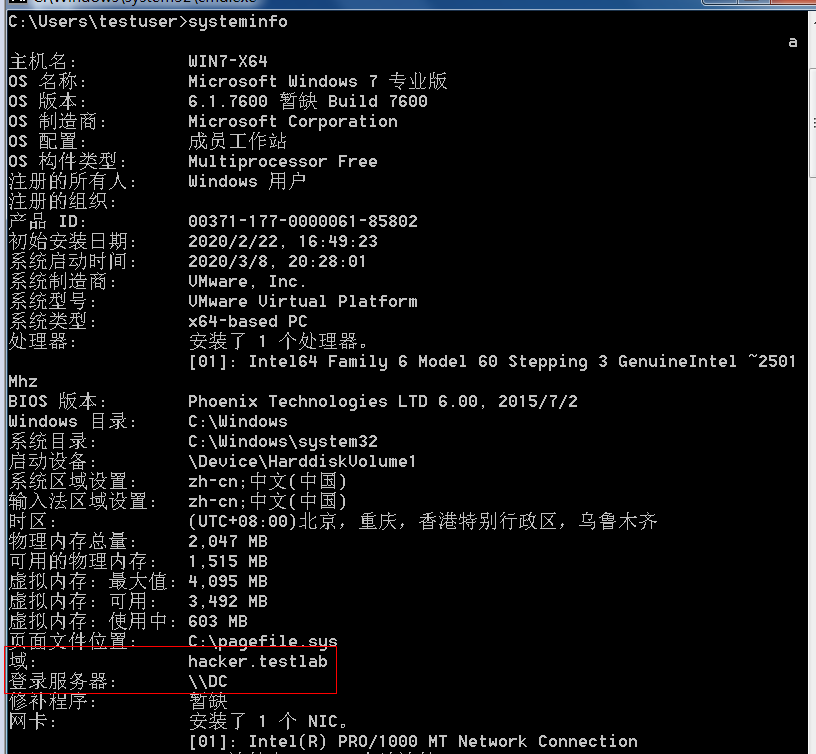 C:\Users\testuser>systeminfo
a
主机名: WIN7-X64
OS 名称: Microsoft Windows 7 专业版
OS 版本: 6.1.7600 暂缺 Build 7600
OS 制造商: Microsoft Corporation
OS 配置: 成员工作站
OS 构件类型: Multiprocessor Free
注册的所有人: Windows 用户
注册的组织:
产品 ID: 00371-177-0000061-85802
初始安装日期: 2020/2/22, 16:49:23
系统启动时间: 2020/3/8, 20:28:01
系统制造商: VMware, Inc.
系统型号: VMware Virtual Platform
系统类型: x64-based PC
处理器: 安装了 1 个处理器。
[01]: Intel64 Family 6 Model 60 Stepping 3 GenuineIntel ~2501
Mhz
BIOS 版本: Phoenix Technologies LTD 6.00, 2015/7/2
Windows 目录: C:\Windows
系统目录: C:\Windows\system32
启动设备: \Device\HarddiskVolume1
系统区域设置: zh-cn;中文(中国)
输入法区域设置: zh-cn;中文(中国)
时区: (UTC+08:00)北京，重庆，香港特别行政区，乌鲁木齐
物理内存总量: 2,047 MB
可用的物理内存: 1,515 MB
虚拟内存: 最大值: 4,095 MB
虚拟内存: 可用: 3,492 MB
虚拟内存: 使用中: 603 MB
页面文件位置: C:\pagefile.sys
域: hacker.testlab
登录服务器: \\DC
修补程序: 暂缺
网卡: 安装了 1 个 NIC。
[01]: Intel(R) PRO/1000 MT Network Connection